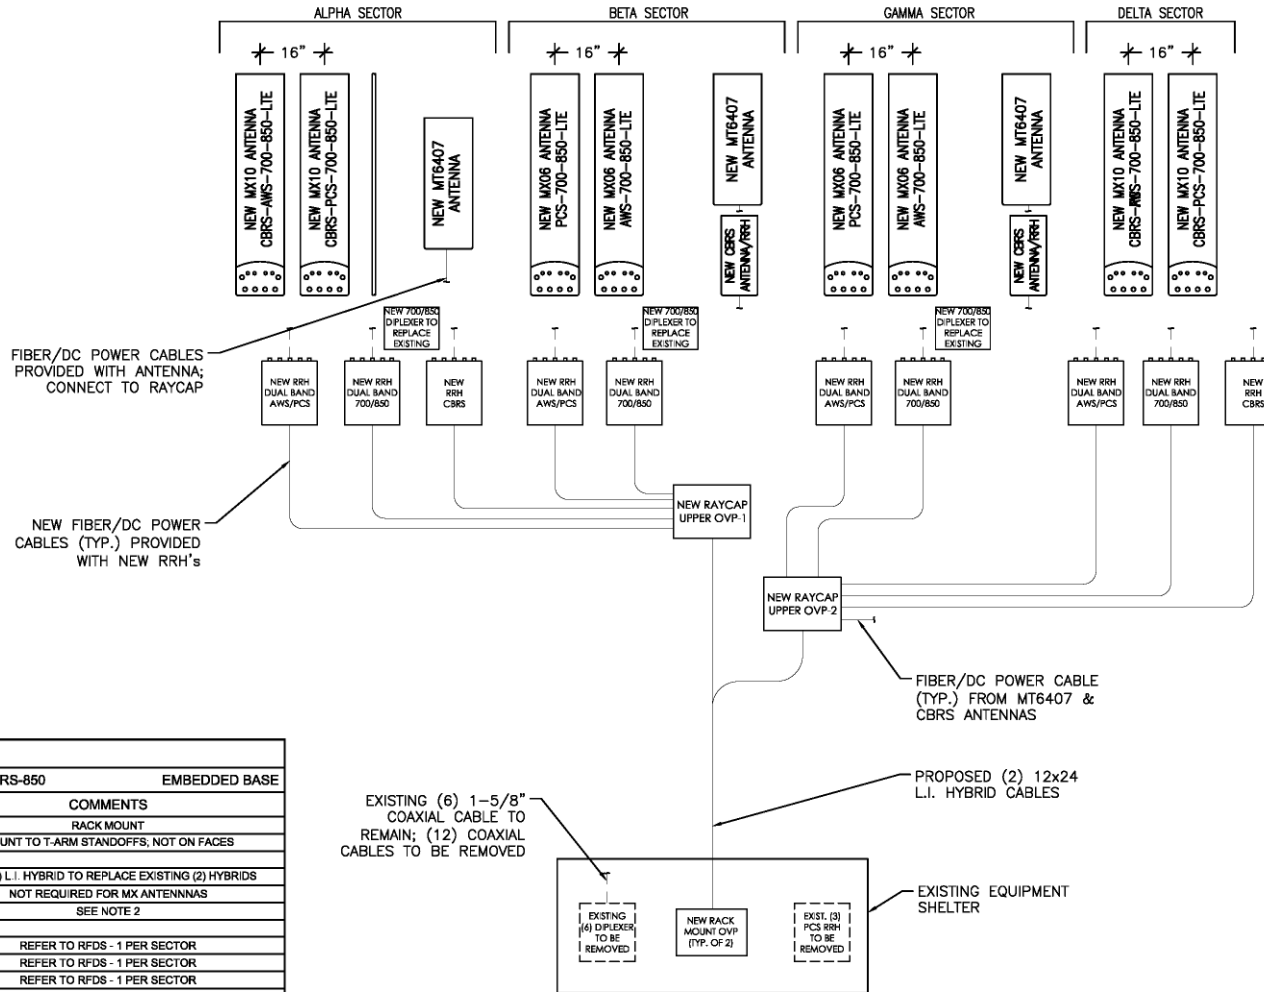 ALPHA SECTOR
BETA SECTOR
GAMMA SECTOR
DELTA SECTOR
16"
16"
16"
16"
NEW MX10 ANTENNA
CBRS-AWS-700-850-LTE
NEW MX10 ANTENNA
CBRS-PCS-700-850-LTE
NEW MT6407
ANTENNA
NEW MX06 ANTENNA
PCS-700-850-LTE
NEW MX06 ANTENNA
AWS-700-850-LTE
NEW MT6407
ANTENNA
NEW CBRS
ANTENNA/RRH
NEW MX06 ANTENNA
PCS-700-850-LTE
NEW MX06 ANTENNA
AWS-700-850-LTE
NEW MT6407
ANTENNA
NEW CBRS
ANTENNA/RRH
NEW MX10 ANTENNA
-700-850-LTE
NEW MX10 ANTENNA
CBRS-PCS-700-850-LTE
NEW 700/850
DIPLEXER TO
REPLACE
EXISTING
NEW 700/850
DIPLEXER TO
REPLACE
EXISTING
NEW 700/850
DIPLEXER TO
REPLACE
EXISTING
FIBER/DC POWER CABLES
PROVIDED WITH ANTENNA;
CONNECT TO RAYCAP
NEW RRH
DUAL BAND
AWS/PCS
NEW RRH
DUAL BAND
700/850
NEW
RRH
CBRS
NEW RRH
DUAL BAND
AWS/PCS
NEW RRH
DUAL BAND
700/850
NEW RRH
DUAL BAND
AWS/PCS
NEW RRH
DUAL BAND
700/850
NEW RRH
DUAL BAND
AWS/PCS
NEW RRH
DUAL BAND
700/850
NEW
RRH
CBRS
NEW FIBER/DC POWER
CABLES (TYP.) PROVIDED
WITH NEW RRH's
NEW RAYCAP
UPPER OVP-1
NEW RAYCAP
UPPER OVP-2
FIBER/DC POWER CABLE
(TYP.) FROM MT6407 &
CBRS ANTENNAS
PROPOSED (2) 12x24
L.I. HYBRID CABLES
EXISTING (6) 1-5/8"
COAXIAL CABLE TO
REMAIN; (12) COAXIAL
CABLES TO BE REMOVED
EXISTING EQUIPMENT
SHELTER
EXISTING
(6) DIPLEXER
TO BE
REMOVED
NEW RACK
MOUNT OVP
(TYP. OF 2)
EXIST. (3)
PCS RRH
TO BE
REMOVED
RS-850 EMBEDDED BASE
COMMENTS
RACK MOUNT
UNT TO T-ARM STANDOFFS; NOT ON FACES
) L.I. HYBRID TO REPLACE EXISTING (2) HYBRIDS
NOT REQUIRED FOR MX ANTENNNAS
SEE NOTE 2
REFER TO RFDS - 1 PER SECTOR
REFER TO RFDS - 1 PER SECTOR
REFER TO RFDS - 1 PER SECTOR